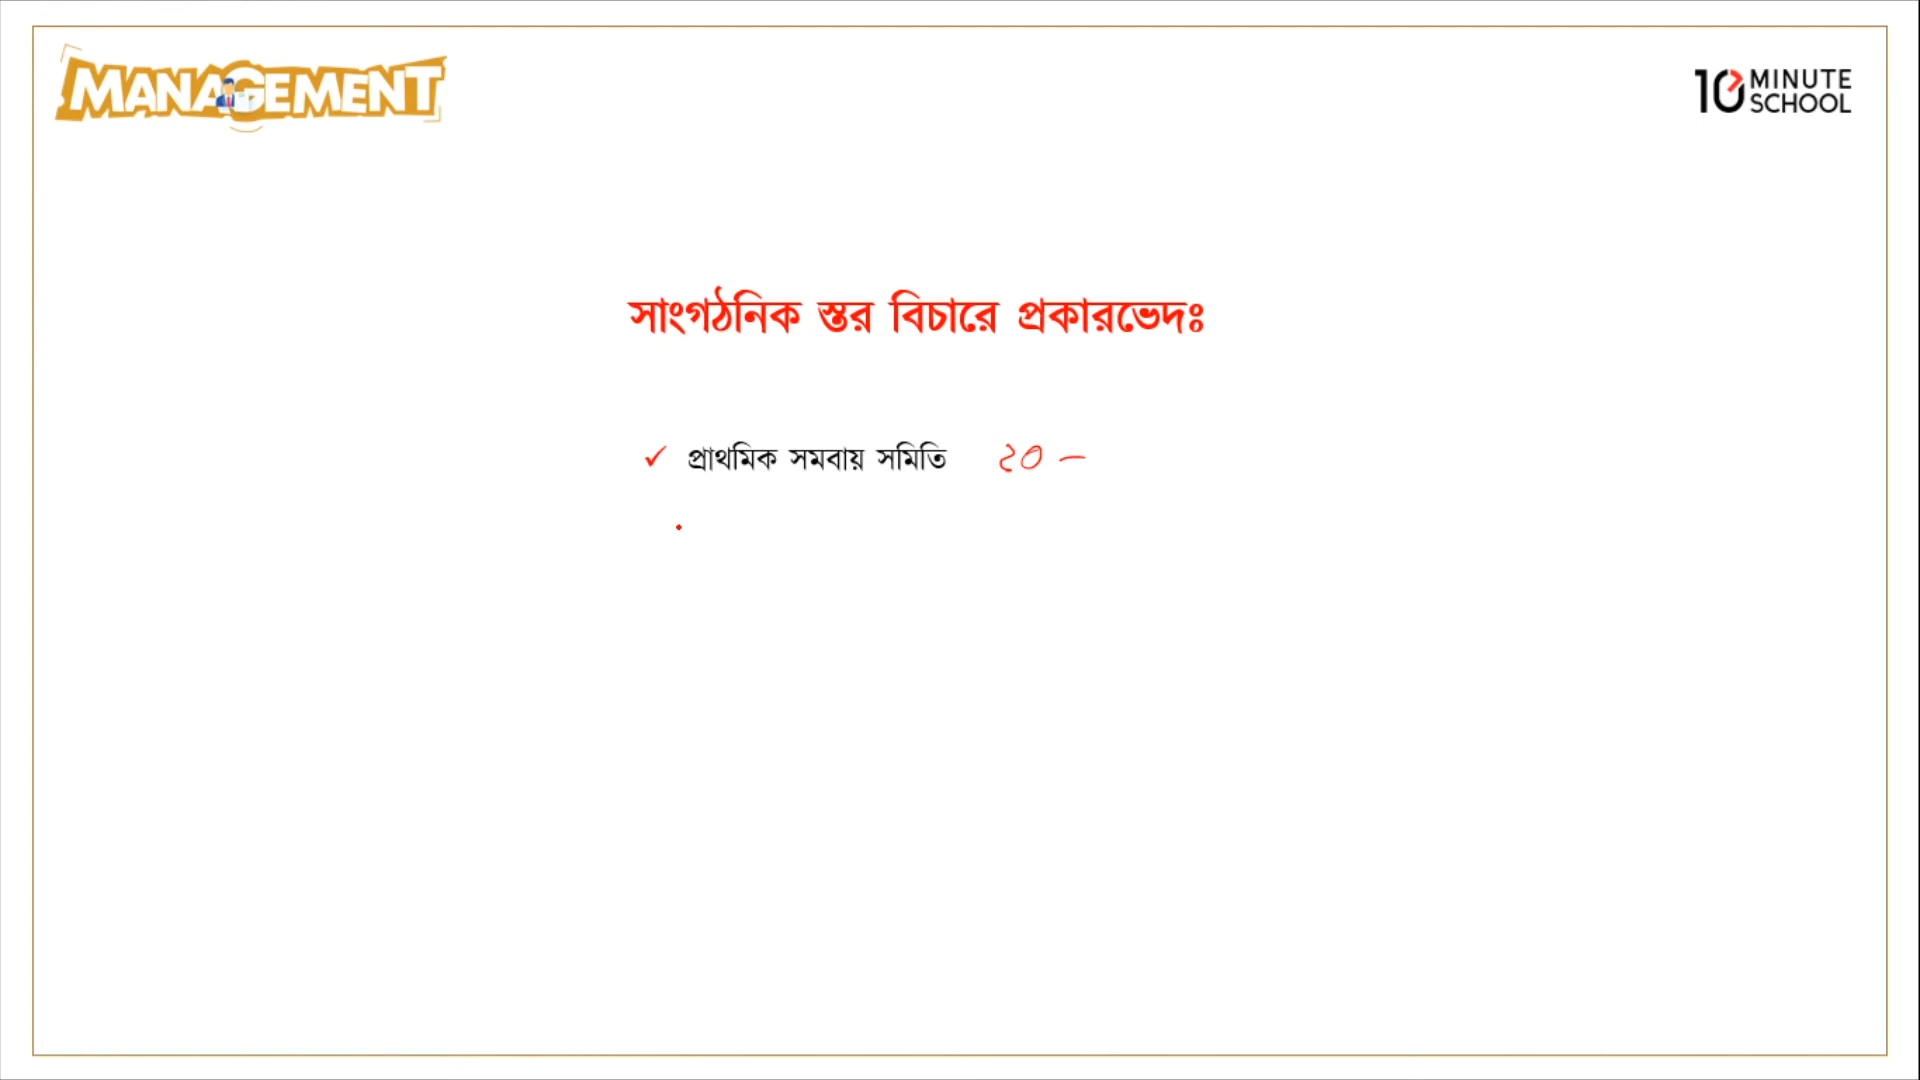 MANAGEMENT
10 MINUTE
SCHOOL
সাংগঠনিক স্তর বিচারে প্রকারভেদঃ
✓ প্রাথমিক সমবায় সমিতি ২০ –